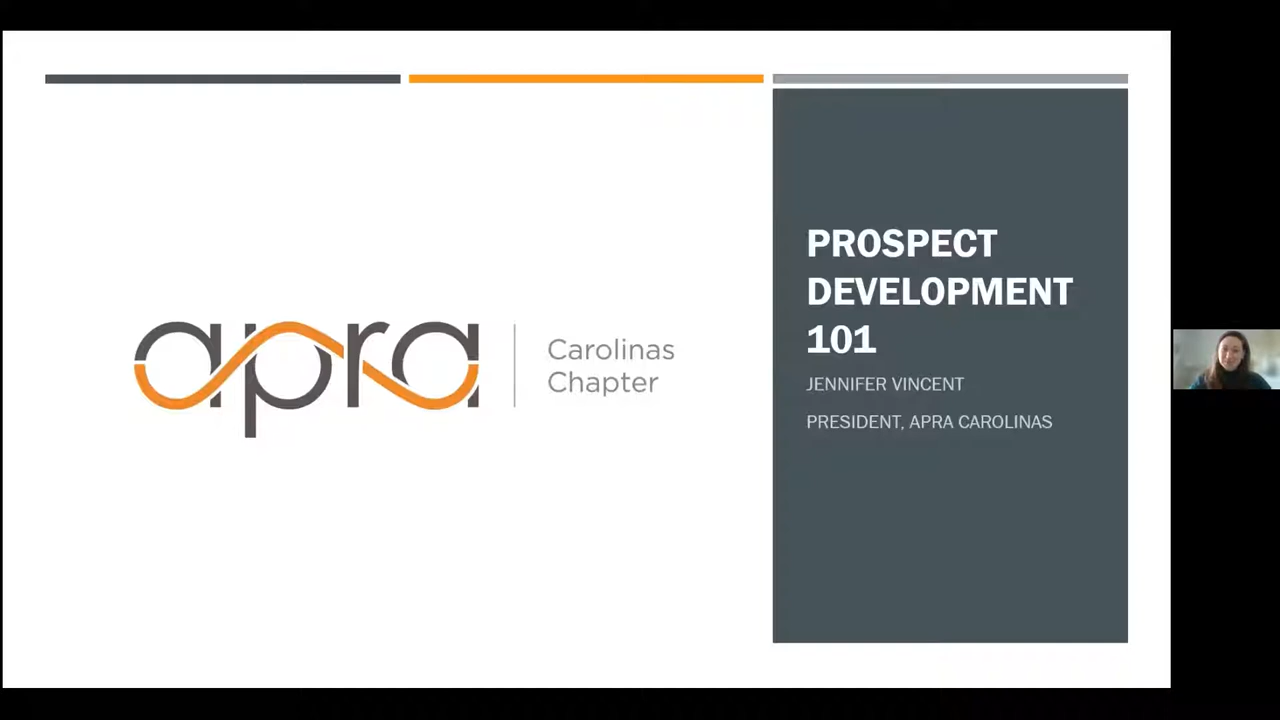 apra
Carolinas
Chapter
PROSPECT
DEVELOPMENT
101
JENNIFER VINCENT
PRESIDENT, APRA CAROLINAS